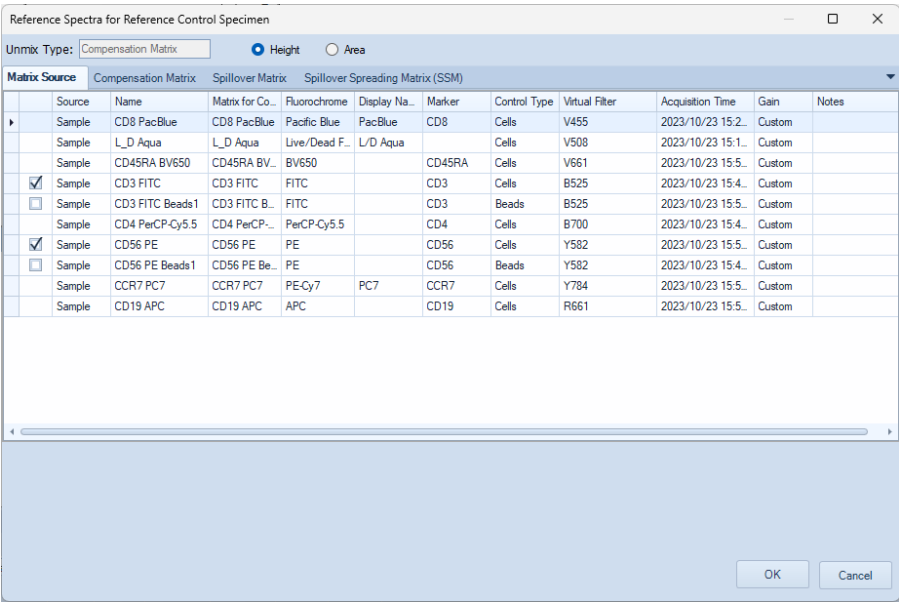 Reference Spectra for Reference Control Specimen
Unmix Type: Compensation Matrix Height Area
Matrix Source Compensation Matrix Spillover Matrix Spillover Spreading Matrix (SSM)
Source Name Matrix for Co... Fluorochrome Display Na... Marker Control Type Virtual Filter Acquisition Time Gain Notes
Sample CD8 PacBlue CD8 PacBlue Pacific Blue PacBlue CD8 Cells V455 2023/10/23 15:2... Custom
Sample L_D Aqua L_D Aqua Live/Dead F... L/D Aqua Cells V508 2023/10/23 15:1... Custom
Sample CD45RA BV650 CD45RA BV... BV650 CD45RA Cells V661 2023/10/23 15:5... Custom
Sample CD3 FITC CD3 FITC FITC CD3 Cells B525 2023/10/23 15:4... Custom
Sample CD3 FITC Beads1 CD3 FITC B... FITC CD3 Beads B525 2023/10/23 15:5... Custom
Sample CD4 PerCP-Cy5.5 CD4 PerCP-... PerCP-Cy5.5 CD4 Cells B700 2023/10/23 15:4... Custom
Sample CD56 PE CD56 PE PE CD56 Cells Y582 2023/10/23 15:5... Custom
Sample CD56 PE Beads1 CD56 PE Be... PE CD56 Beads Y582 2023/10/23 15:4... Custom
Sample CCR7 PC7 CCR7 PC7 PE-Cy7 PC7 CCR7 Cells Y784 2023/10/23 15:5... Custom
Sample CD19 APC CD19 APC APC CD19 Cells R661 2023/10/23 15:5... Custom
OK Cancel